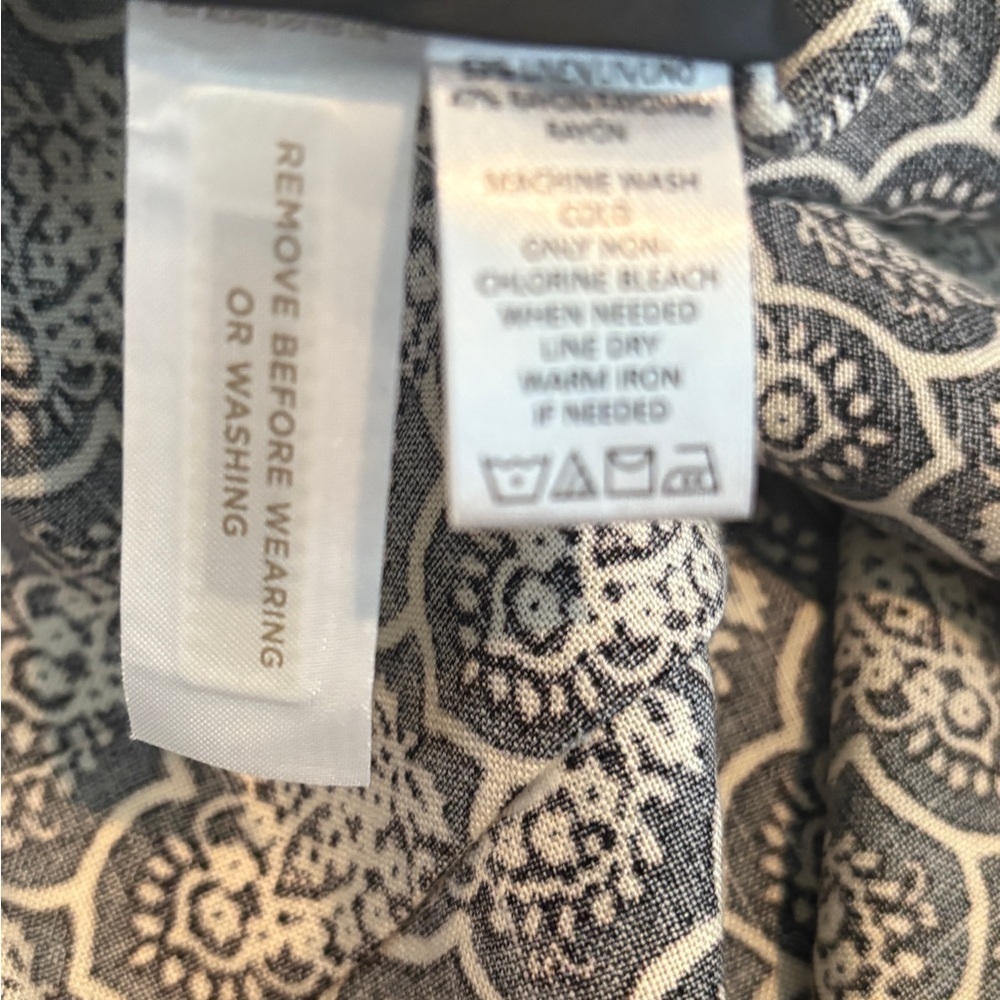 REMOVE BEFORE WEARING
OR WASHING
RAYON
MACHINE WASH
COLD
ONLY NON-
CHLORINE BLEACH
WHEN NEEDED
LINE DRY
WARM IRON
IF NEEDED